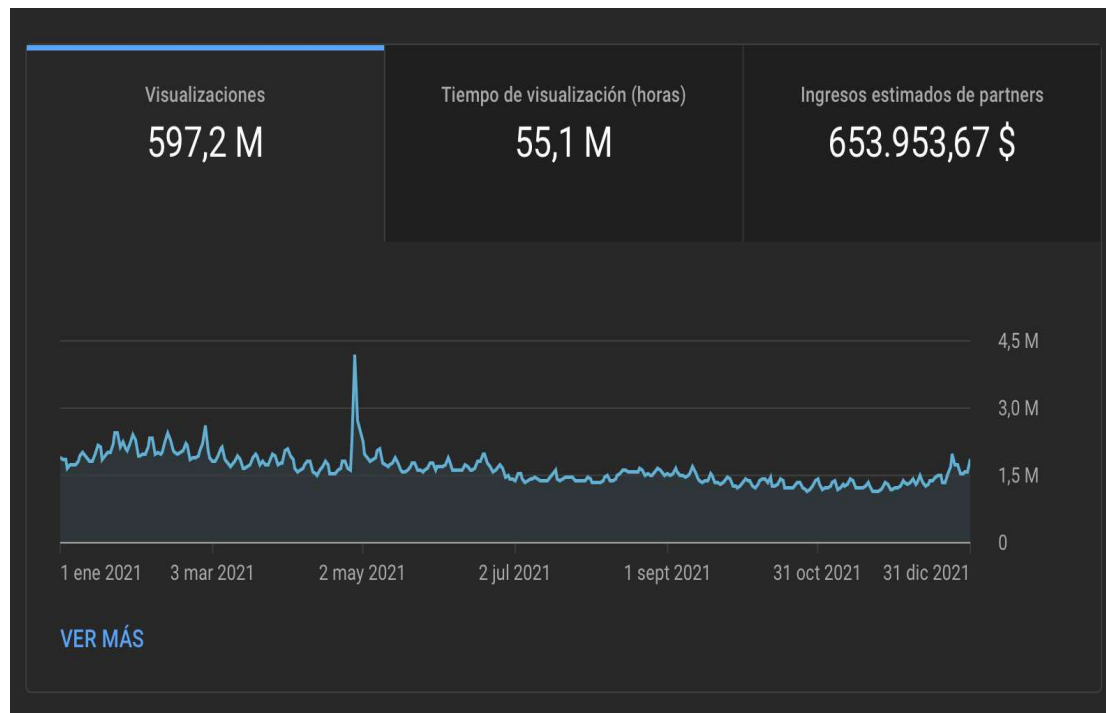 Visualizaciones
597,2 M
Tiempo de visualización (horas)
55,1 M
Ingresos estimados de partners
653.953,67 $
4,5 M
3,0 M
1,5 M
0
1 ene 2021
3 mar 2021
2 may 2021
2 jul 2021
1 sept 2021
31 oct 2021
31 dic 2021
VER MÁS